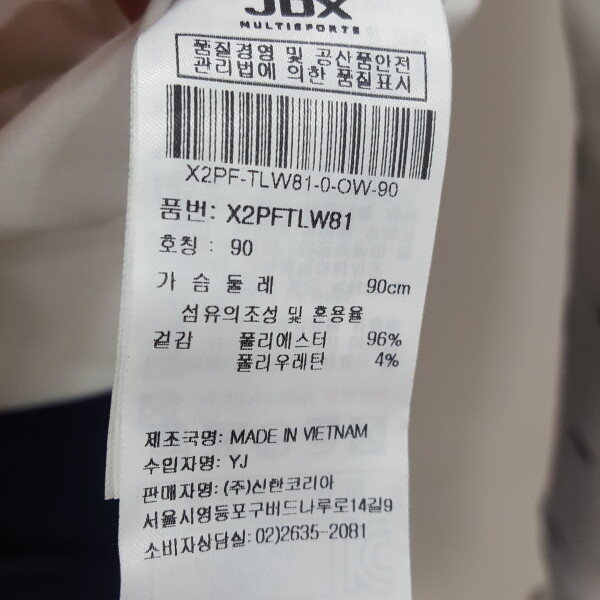 JDX
MULTISPORTS
품질경영 및 공산품안전
관리법에 의한 품질표시
X2PF-TLW81-0-OW-90
품번: X2PFTLW81
호칭 : 90
가 슴 둘 레 90cm
섬유의조성 및 혼용율
겉감 폴리에스터 96%
폴리우레탄 4%
제조국명: MADE IN VIETNAM
수입자명: YJ
판매자명: (주)신한코리아
서울시영등포구버드나루로14길9
소비자상담실: 02)2635-2081